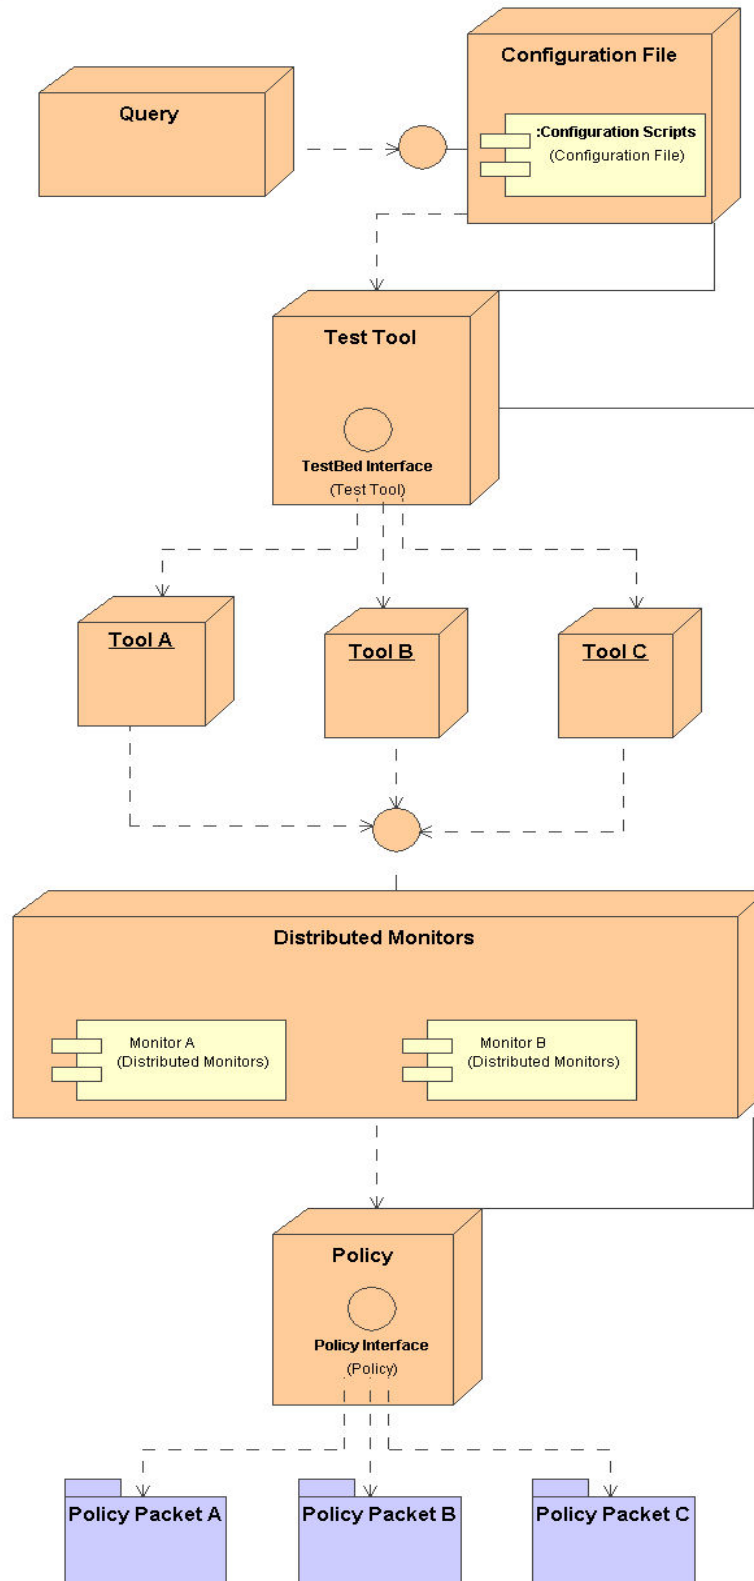 Configuration File
Query
:Configuration Scripts
(Configuration File)
Test Tool
TestBed Interface
(Test Tool)
Tool A
Tool B
Tool C
Distributed Monitors
Monitor A
(Distributed Monitors)
Monitor B
(Distributed Monitors)
Policy
Policy Interface
(Policy)
Policy Packet A
Policy Packet B
Policy Packet C